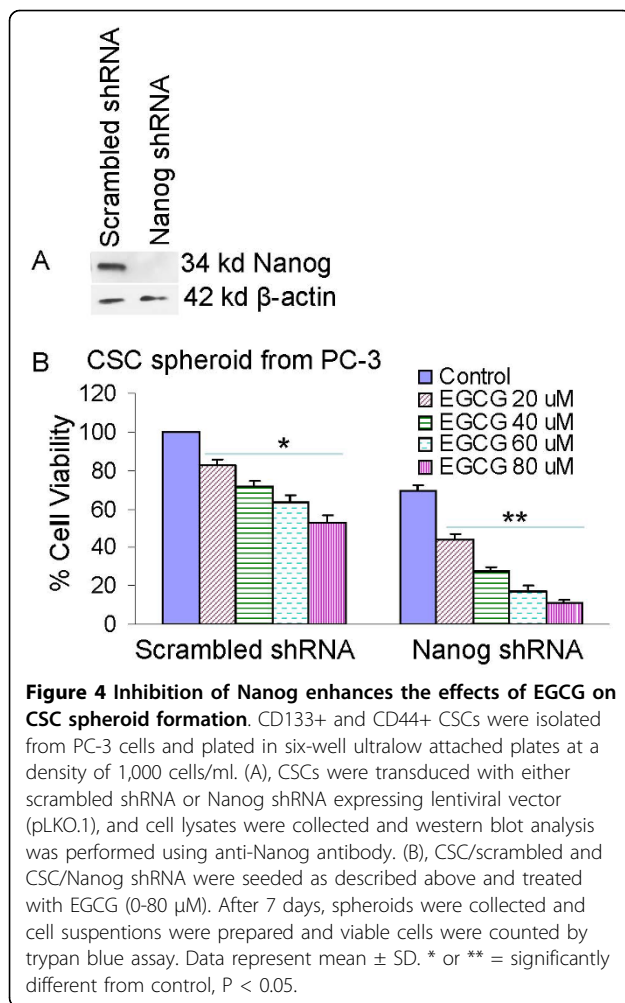 Scrambled shRNA
Nanog shRNA
A
34 kd Nanog
42 kd β-actin
B CSC spheroid from PC-3
% Cell Viability
120
100
80
60
40
20
0
*
**
Control
EGCG 20 uM
EGCG 40 uM
EGCG 60 uM
EGCG 80 uM
Scrambled shRNA
Nanog shRNA
Figure 4 Inhibition of Nanog enhances the effects of EGCG on
CSC spheroid formation. CD133+ and CD44+ CSCs were isolated
from PC-3 cells and plated in six-well ultralow attached plates at a
density of 1,000 cells/ml. (A), CSCs were transduced with either
scrambled shRNA or Nanog shRNA expressing lentiviral vector
(pLKO.1), and cell lysates were collected and western blot analysis
was performed using anti-Nanog antibody. (B), CSC/scrambled and
CSC/Nanog shRNA were seeded as described above and treated
with EGCG (0-80 μM). After 7 days, spheroids were collected and
cell suspentions were prepared and viable cells were counted by
trypan blue assay. Data represent mean ± SD. * or ** = significantly
different from control, P < 0.05.